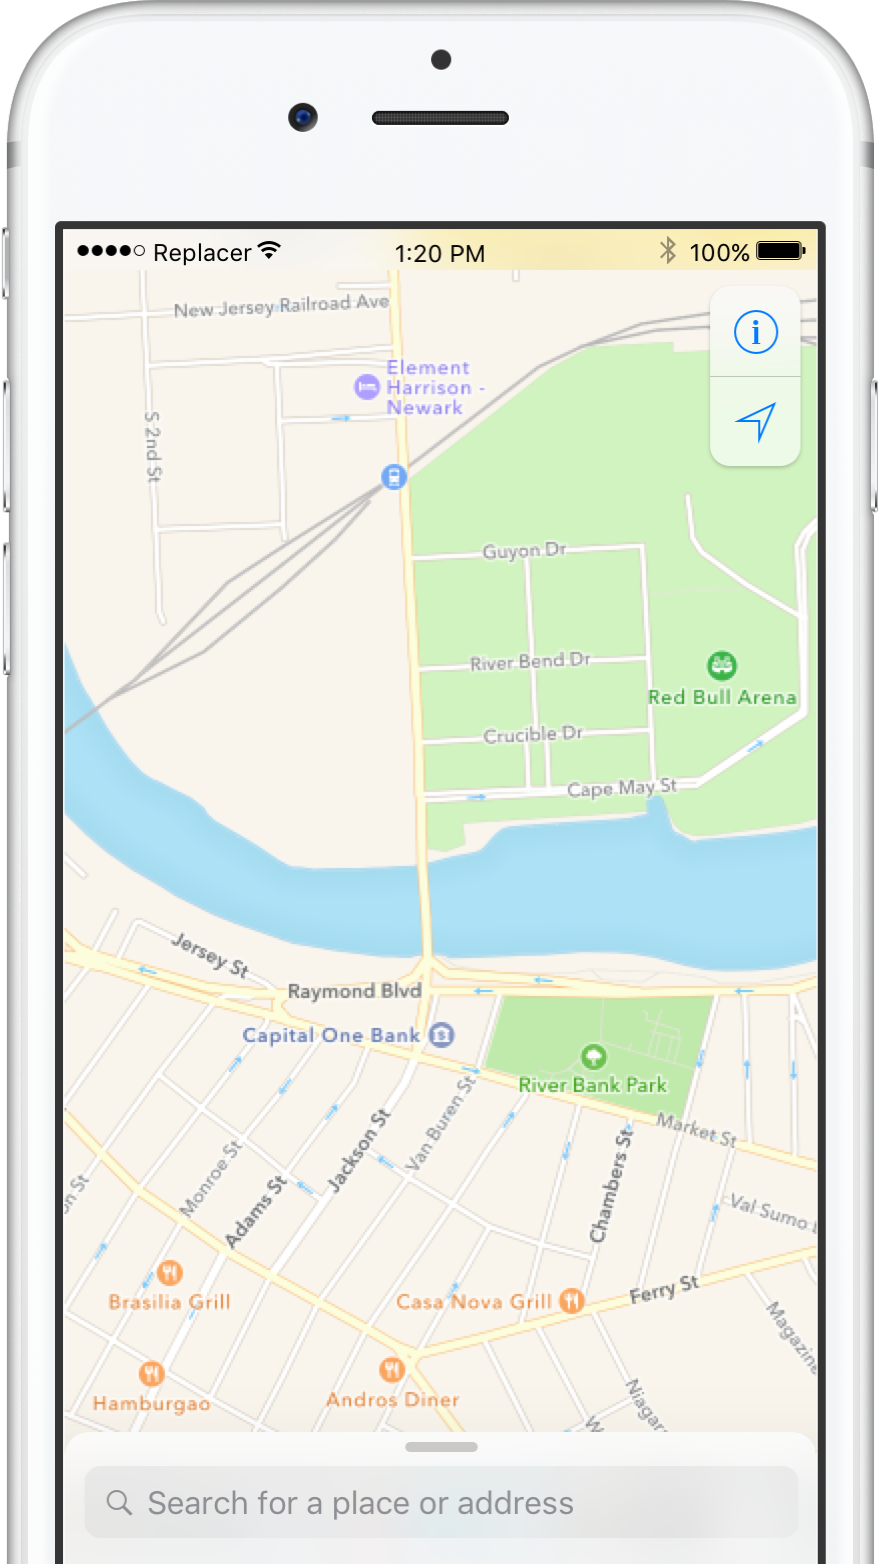 Replacer
1:20 PM
100%
New Jersey Railroad Ave
Element
Harrison -
Newark
S 2nd St
Guyon Dr
River Bend Dr
Red Bull Arena
Crucible Dr
Cape May St
Jersey St
Raymond Blvd
Capital One Bank
River Bank Park
Market St
Van Buren St
Jackson St
Chambers St
Monroe St
Adams St
Val Sumo
Brasilia Grill
Casa Nova Grill
Ferry St
Magazine
Hamburgao
Andros Diner
Niagar
Search for a place or address